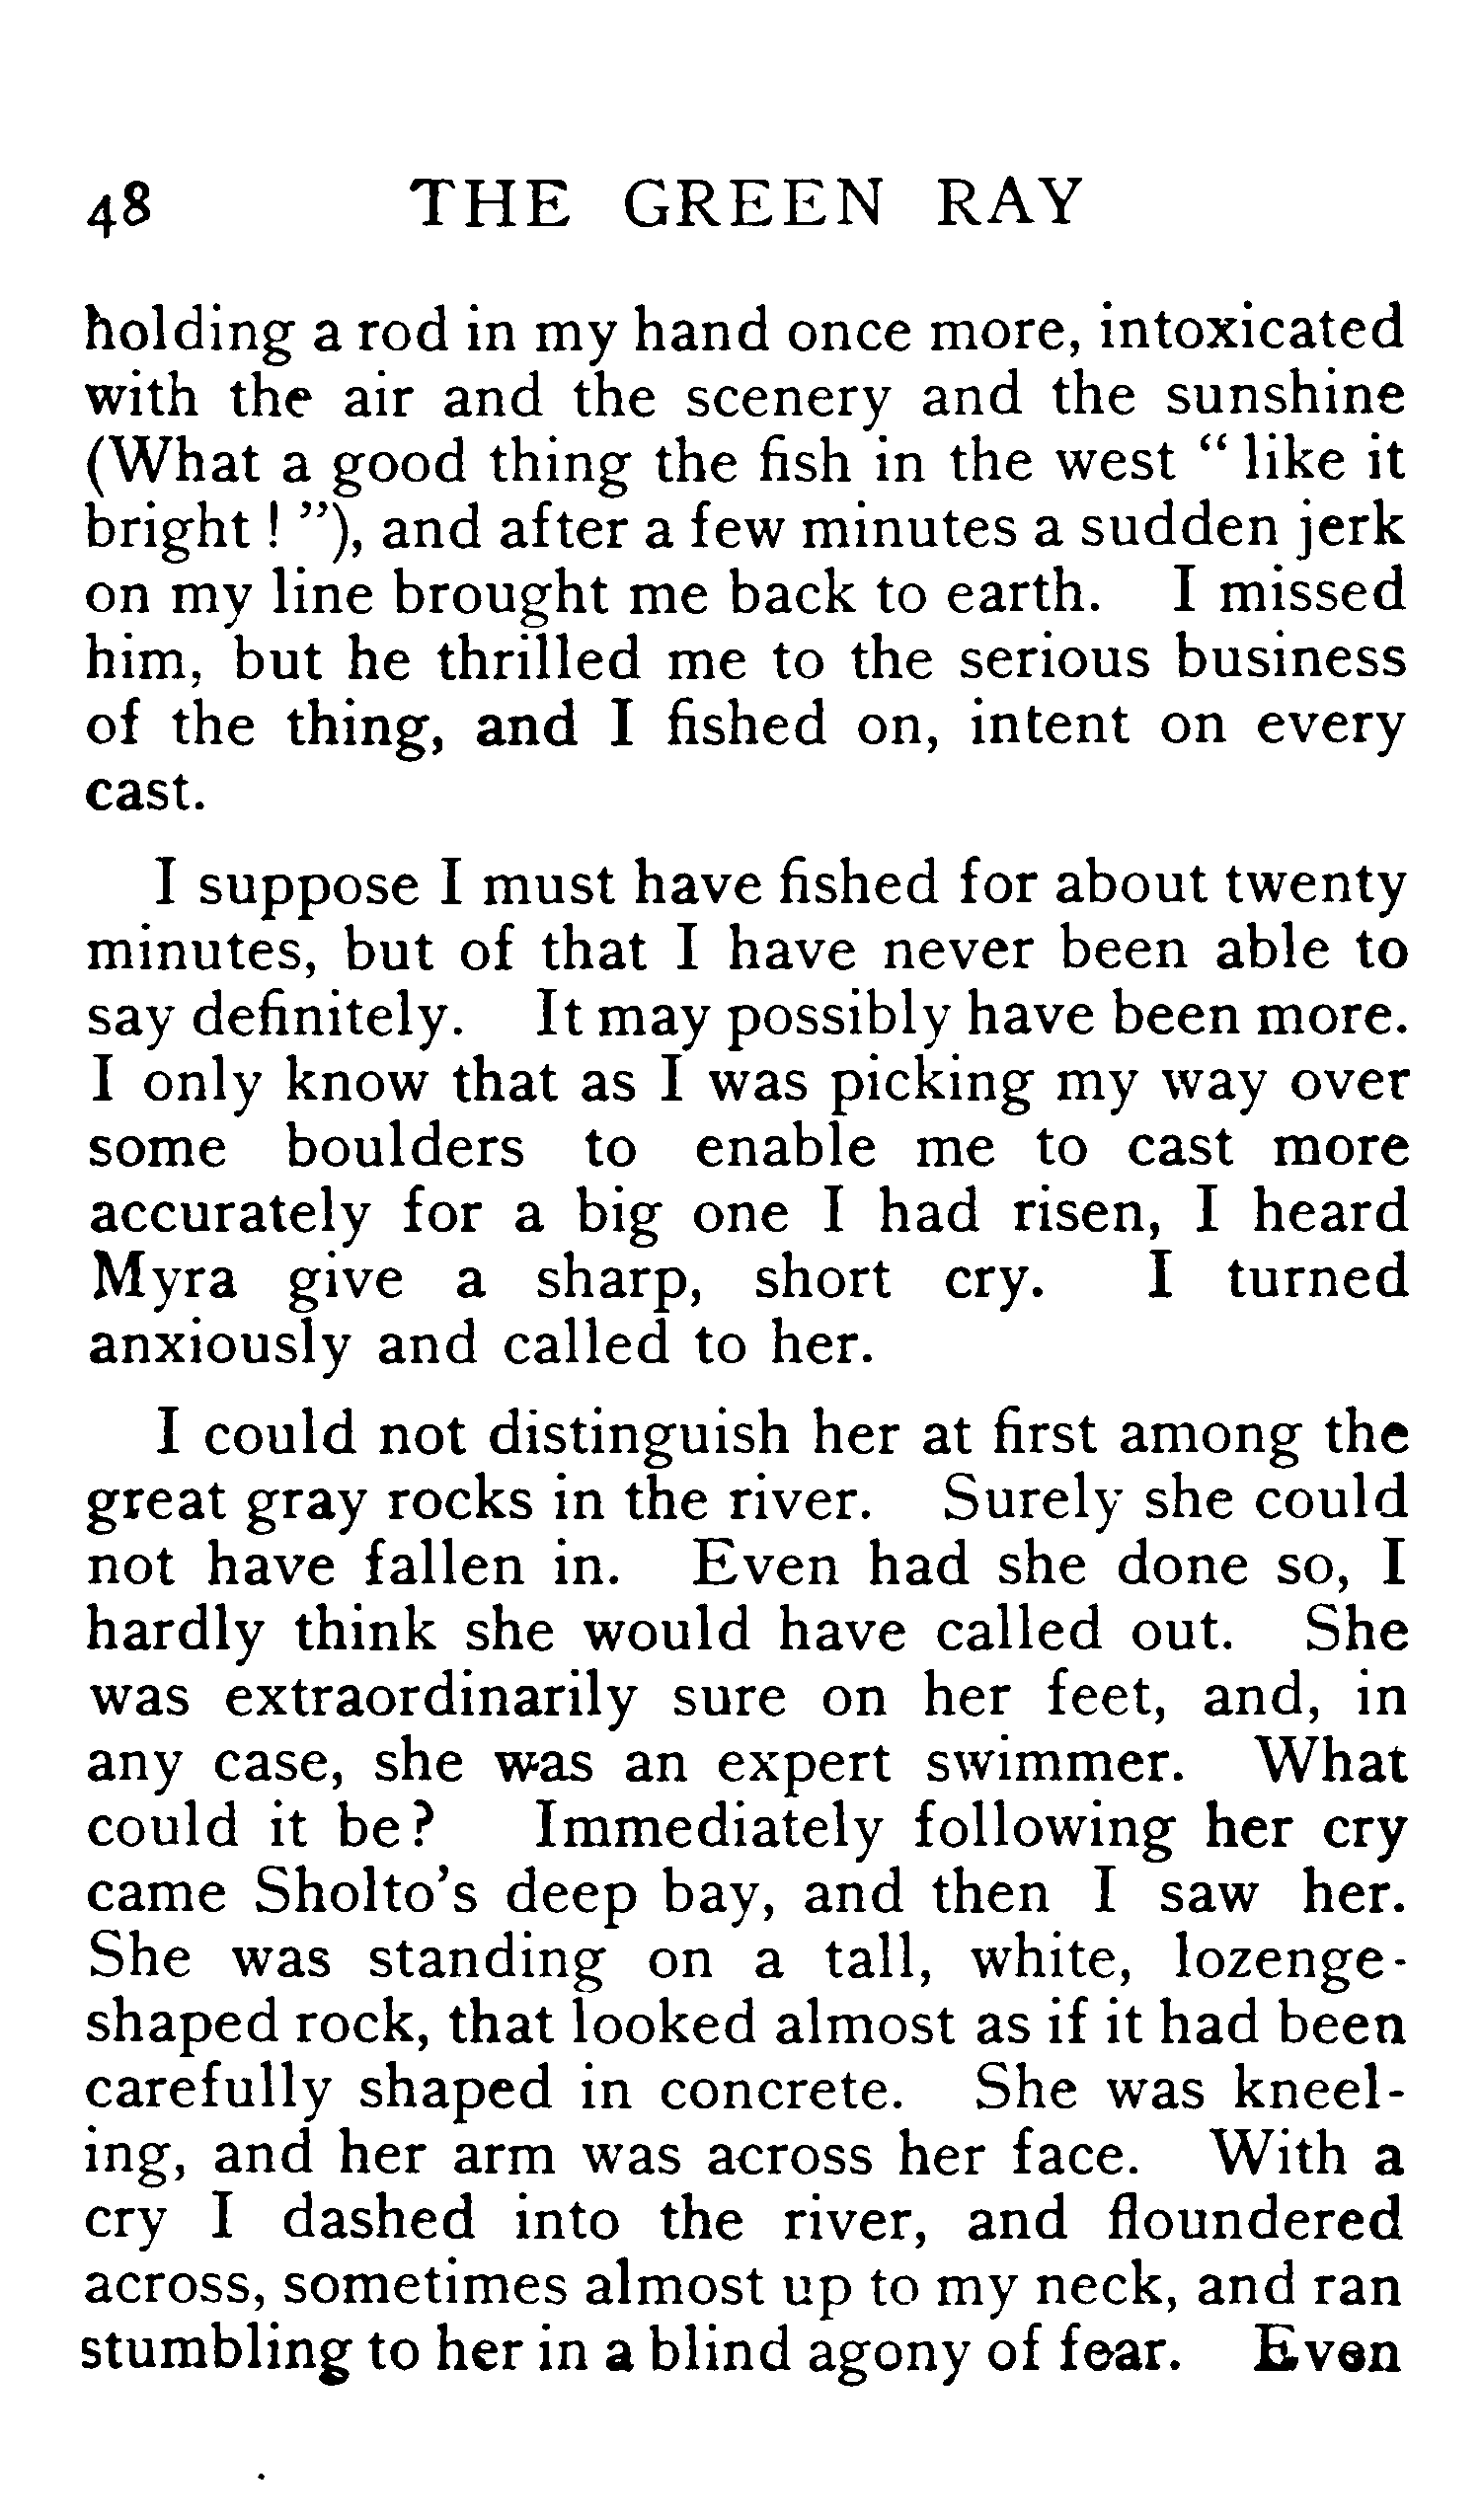 48 THE GREEN RAY
holding a rod in my hand once more, intoxicated
with the air and the scenery and the sunshine
(What a good thing the fish in the west “ like it
bright ! ”), and after a few minutes a sudden jerk
on my line brought me back to earth. I missed
him, but he thrilled me to the serious business
of the thing, and I fished on, intent on every
cast.
I suppose I must have fished for about twenty
minutes, but of that I have never been able to
say definitely. It may possibly have been more.
I only know that as I was picking my way over
some boulders to enable me to cast more
accurately for a big one I had risen, I heard
Myra give a sharp, short cry. I turned
anxiously and called to her.
I could not distinguish her at first among the
great gray rocks in the river. Surely she could
not have fallen in. Even had she done so, I
hardly think she would have called out. She
was extraordinarily sure on her feet, and, in
any case, she was an expert swimmer. What
could it be ? Immediately following her cry
came Sholto's deep bay, and then I saw her.
She was standing on a tall, white, lozenge-
shaped rock, that looked almost as if it had been
carefully shaped in concrete. She was kneel-
ing, and her arm was across her face. With a
cry I dashed into the river, and floundered
across, sometimes almost up to my neck, and ran
stumbling to her in a blind agony of fear. Even